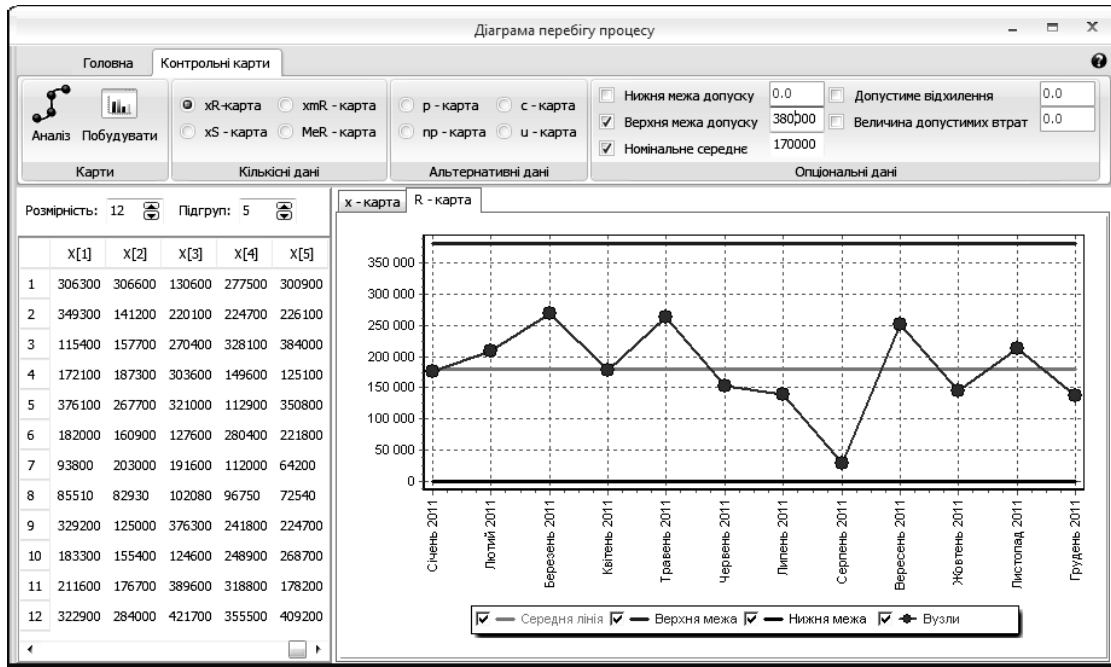 Діаграма перебігу процесу
Головна Контрольні карти
Аналіз Побудувати
Карти
xR-карта xmR - карта
xS - карта MeR - карта
Кількісні дані
p - карта c - карта
np - карта u - карта
Альтернативні дані
Нижня межа допуску 0.0 Допустиме відхилення 0.0
Верхня межа допуску 380000 Величина допустимих втрат 0.0
Номінальне середнє 170000
Опціональні дані
Розмірність: 12 Підгруп: 5
X[1] X[2] X[3] X[4] X[5]
1 306300 306600 130600 277500 300900
2 349300 141200 220100 224700 226100
3 115400 157700 270400 328100 384000
4 172100 187300 303600 149600 125100
5 376100 267700 321000 112900 350800
6 182000 160900 127600 280400 221800
7 93800 203000 191600 112000 64200
8 85510 82930 102080 96750 72540
9 329200 125000 376300 241800 224700
10 183300 155400 124600 248900 268700
11 211600 176700 389600 318800 178200
12 322900 284000 421700 355500 409200
x - карта R - карта
350 000
300 000
250 000
200 000
150 000
100 000
50 000
0
Січень 2011
Лютий 2011
Березень 2011
Квітень 2011
Травень 2011
Червень 2011
Липень 2011
Серпень 2011
Вересень 2011
Жовтень 2011
Листопад 2011
Грудень 2011
Середня лінія Верхня межа Нижня межа Вузли